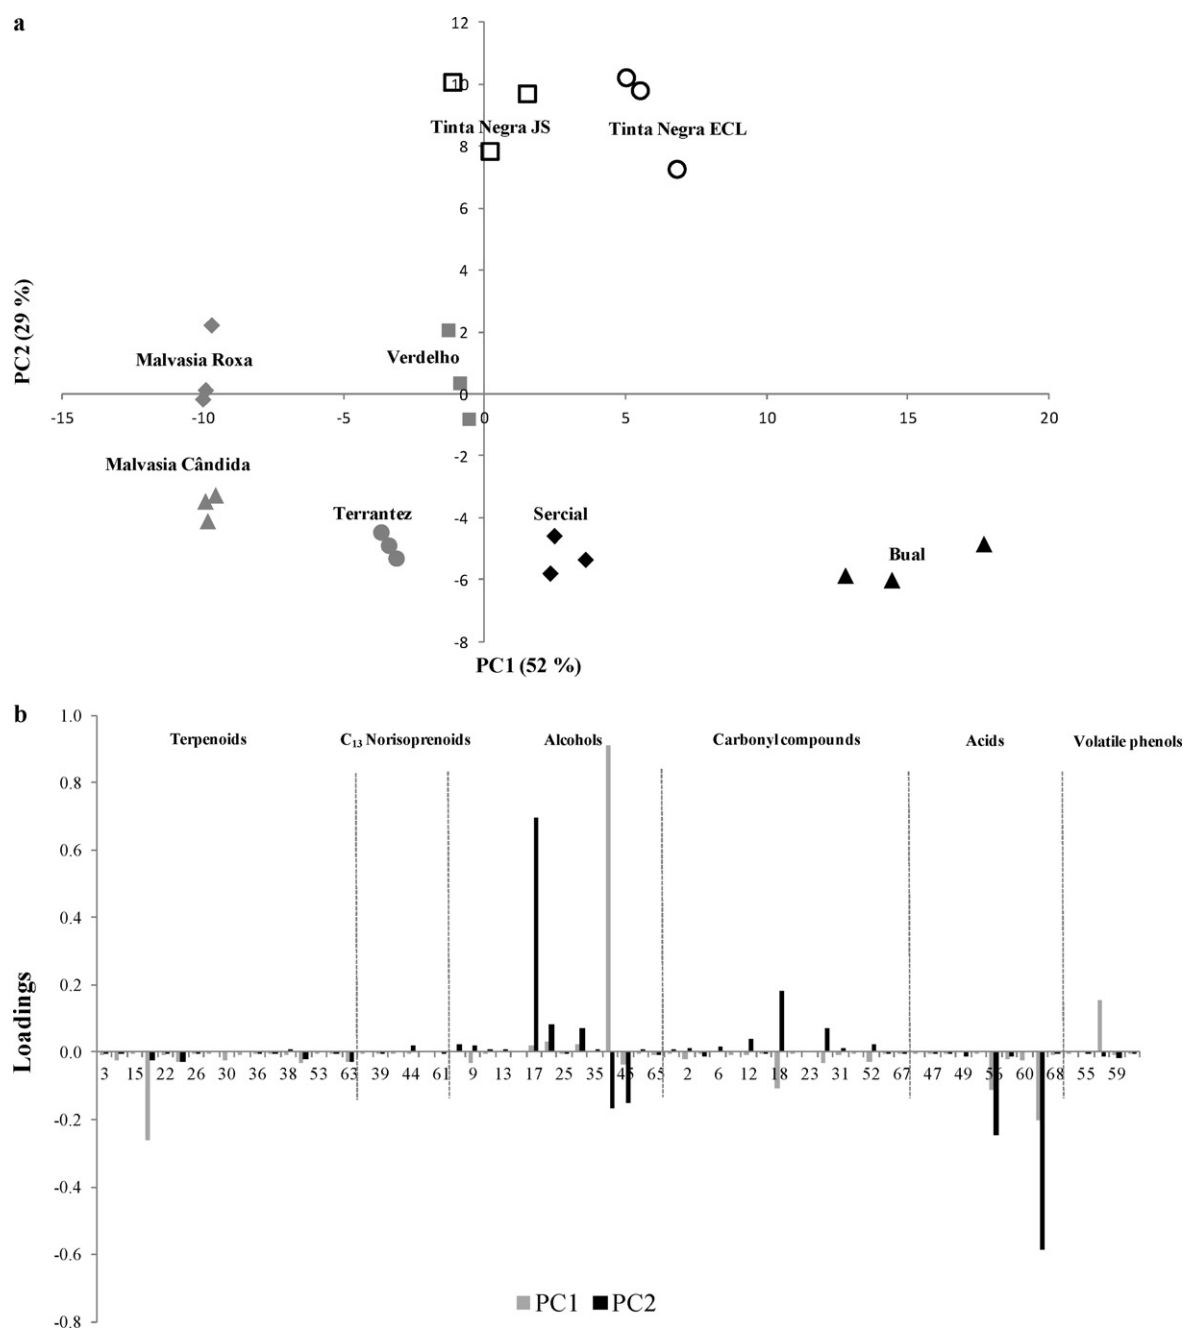 a
12
10
Tinta Negra JS
Tinta Negra ECL
8
6
4
PC2 (29 %)
2
Malvasia Roxa
Verdelho
0
-15
-10
-5
0
5
10
15
20
-2
Malvasia Cândida
Terrantez
-4
Sercial
Bual
-6
-8
PC1 (52 %)
b
1.0
Terpenoids
C13 Norisoprenoids
Alcohols
Carbonyl compounds
Acids
Volatile phenols
0.8
0.6
0.4
0.2
Loadings
0.0
3 15 22 26 30 36 38 53 63 39 44 61 9 13 17 25 35 45 65 2 6 12 18 23 31 52 67 47 49 56 60 68 55 59
-0.2
-0.4
-0.6
-0.8
PC1 PC2